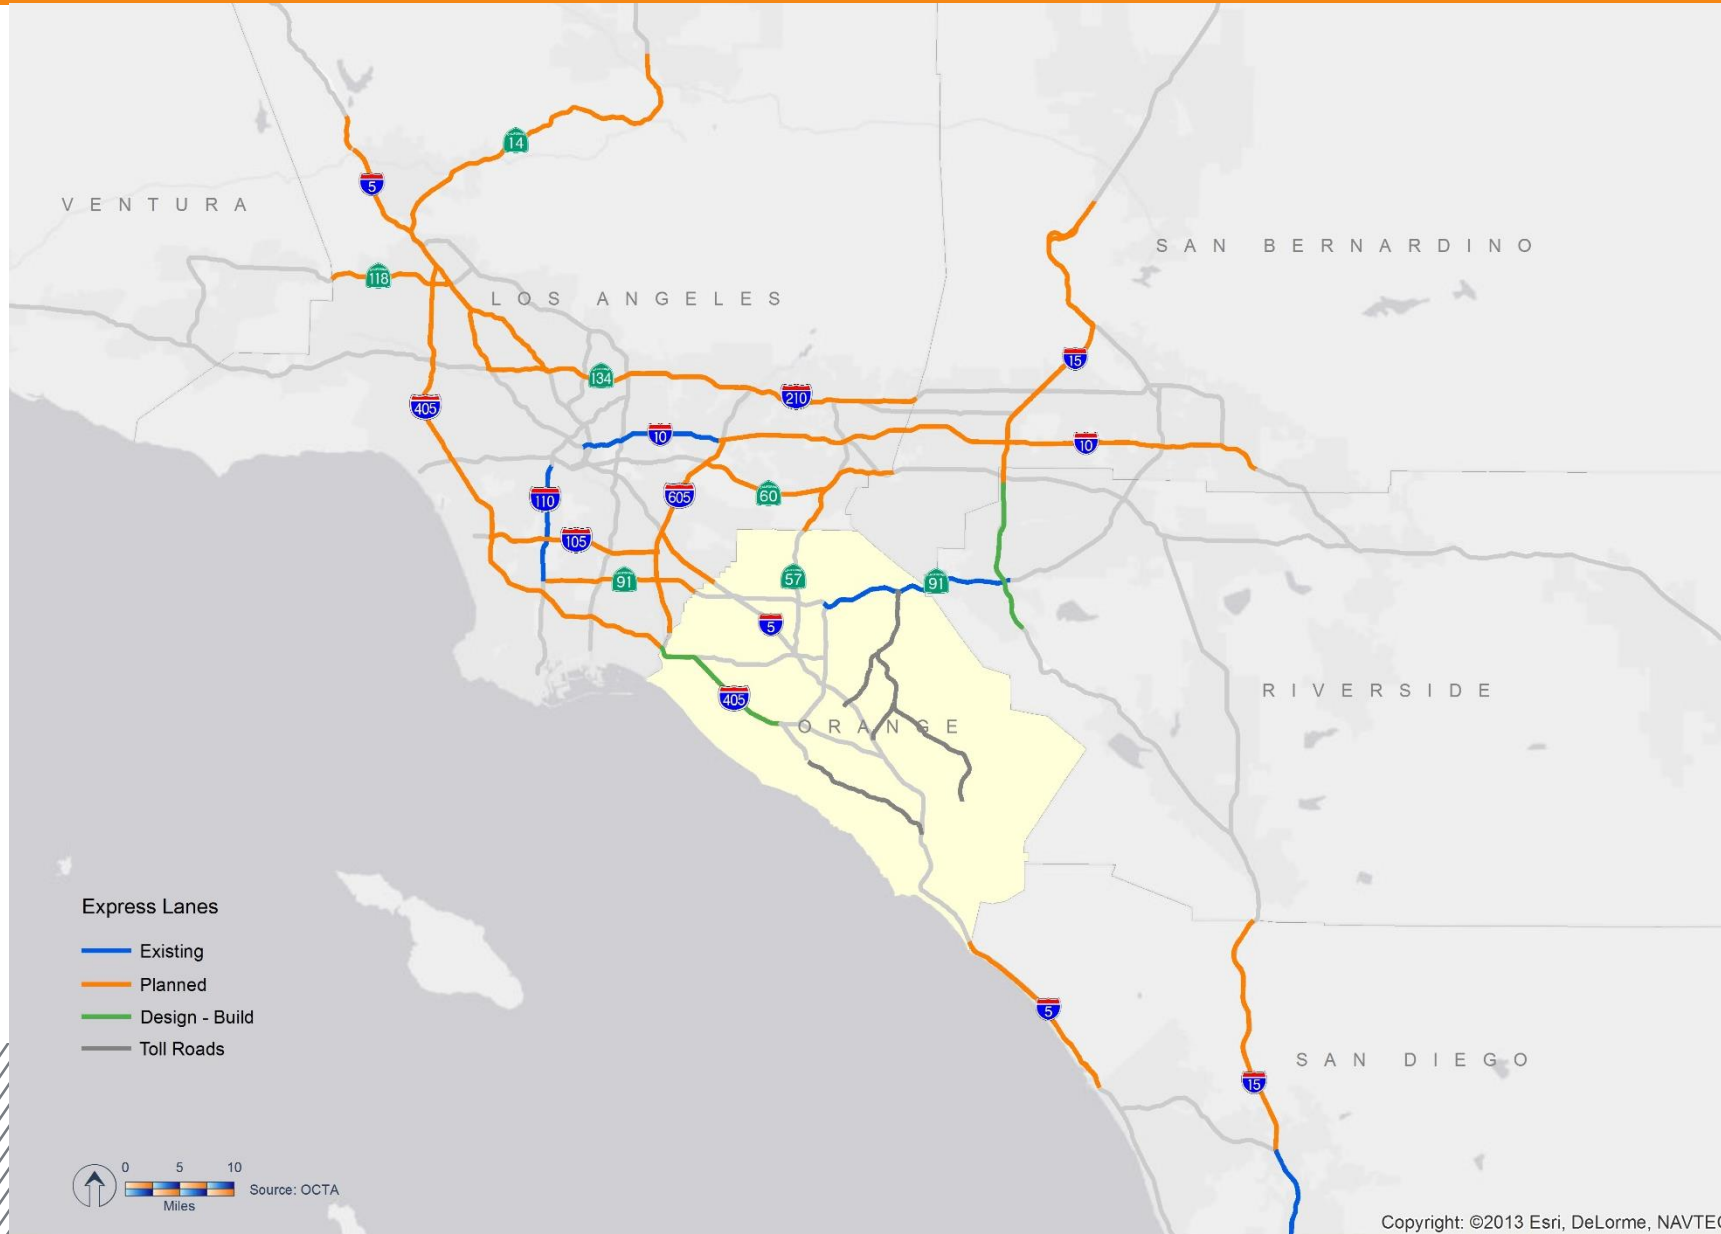 14
5
VENTURA
SAN BERNARDINO
118
LOS ANGELES
15
134
210
405
10
10
110
605
60
105
91
57
91
5
405
RIVERSIDE
ORANGE
Express Lanes
Existing
Planned
Design - Build
Toll Roads
5
SAN DIEGO
15
0 5 10
Miles
Source: OCTA
Copyright: ©2013 Esri, DeLorme, NAVTEQ